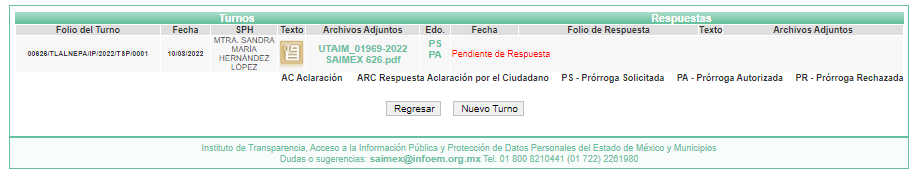 Turnos Respuestas
Folio del Turno Fecha SPH Texto Archivos Adjuntos Edo. Fecha Folio de Respuesta Texto Archivos Adjuntos
00626/TLALNEPA/IP/2022/TSP/0001 10/08/2022 MTRA. SANDRA MARÍA HERNÁNDEZ LÓPEZ UTAIM_01969-2022 SAIMEX 626.pdf PS PA Pendiente de Respuesta
AC Aclaración ARC Respuesta Aclaración por el Ciudadano PS - Prórroga Solicitada PA - Prórroga Autorizada PR - Prórroga Rechazada
Regresar Nuevo Turno
Instituto de Transparencia, Acceso a la Información Pública y Protección de Datos Personales del Estado de México y Municipios
Dudas o sugerencias: saimex@infoem.org.mx Tel. 01 800 8210441 (01 722) 2261980